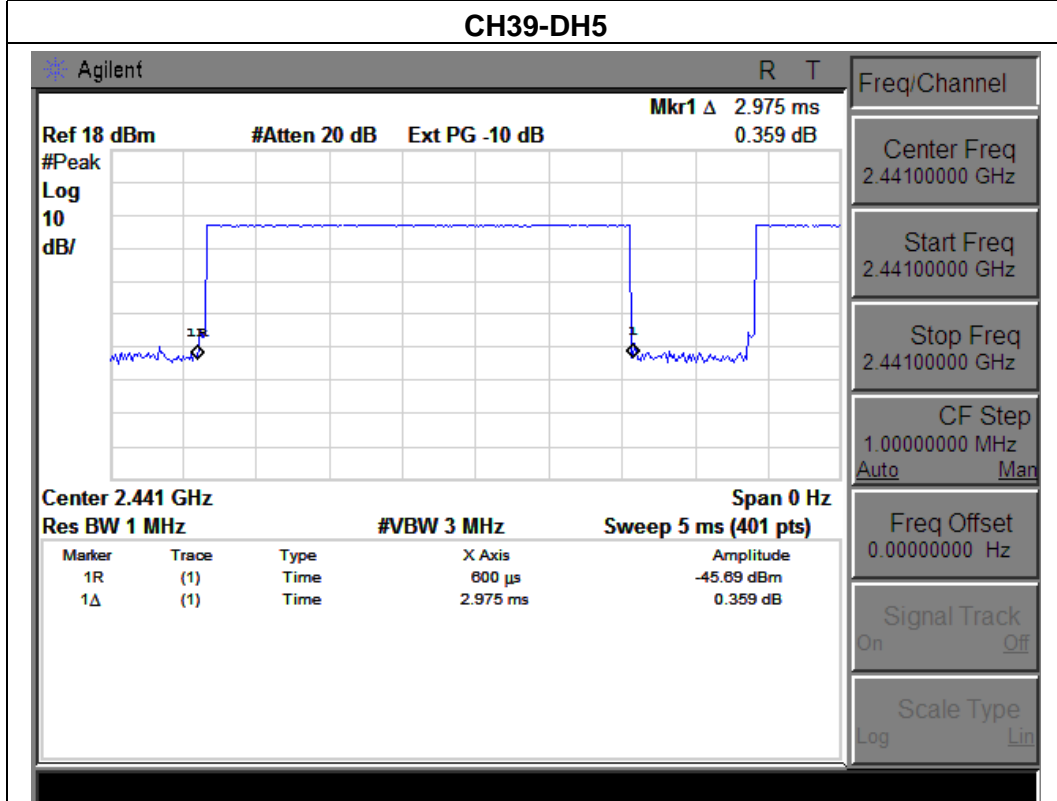 CH39-DH5
Agilent R T
Mkr1 Δ 2.975 ms
Ref 18 dBm #Atten 20 dB Ext PG -10 dB 0.359 dB
#Peak
Log
10
dB/
1R
1
Center 2.441 GHz Span 0 Hz
Res BW 1 MHz #VBW 3 MHz Sweep 5 ms (401 pts)
Marker Trace Type X Axis Amplitude
1R (1) Time 600 µs -45.69 dBm
1Δ (1) Time 2.975 ms 0.359 dB
Freq/Channel
Center Freq
2.44100000 GHz
Start Freq
2.44100000 GHz
Stop Freq
2.44100000 GHz
CF Step
1.00000000 MHz
Auto Man
Freq Offset
0.00000000 Hz
Signal Track
On Off
Scale Type
Log Lin